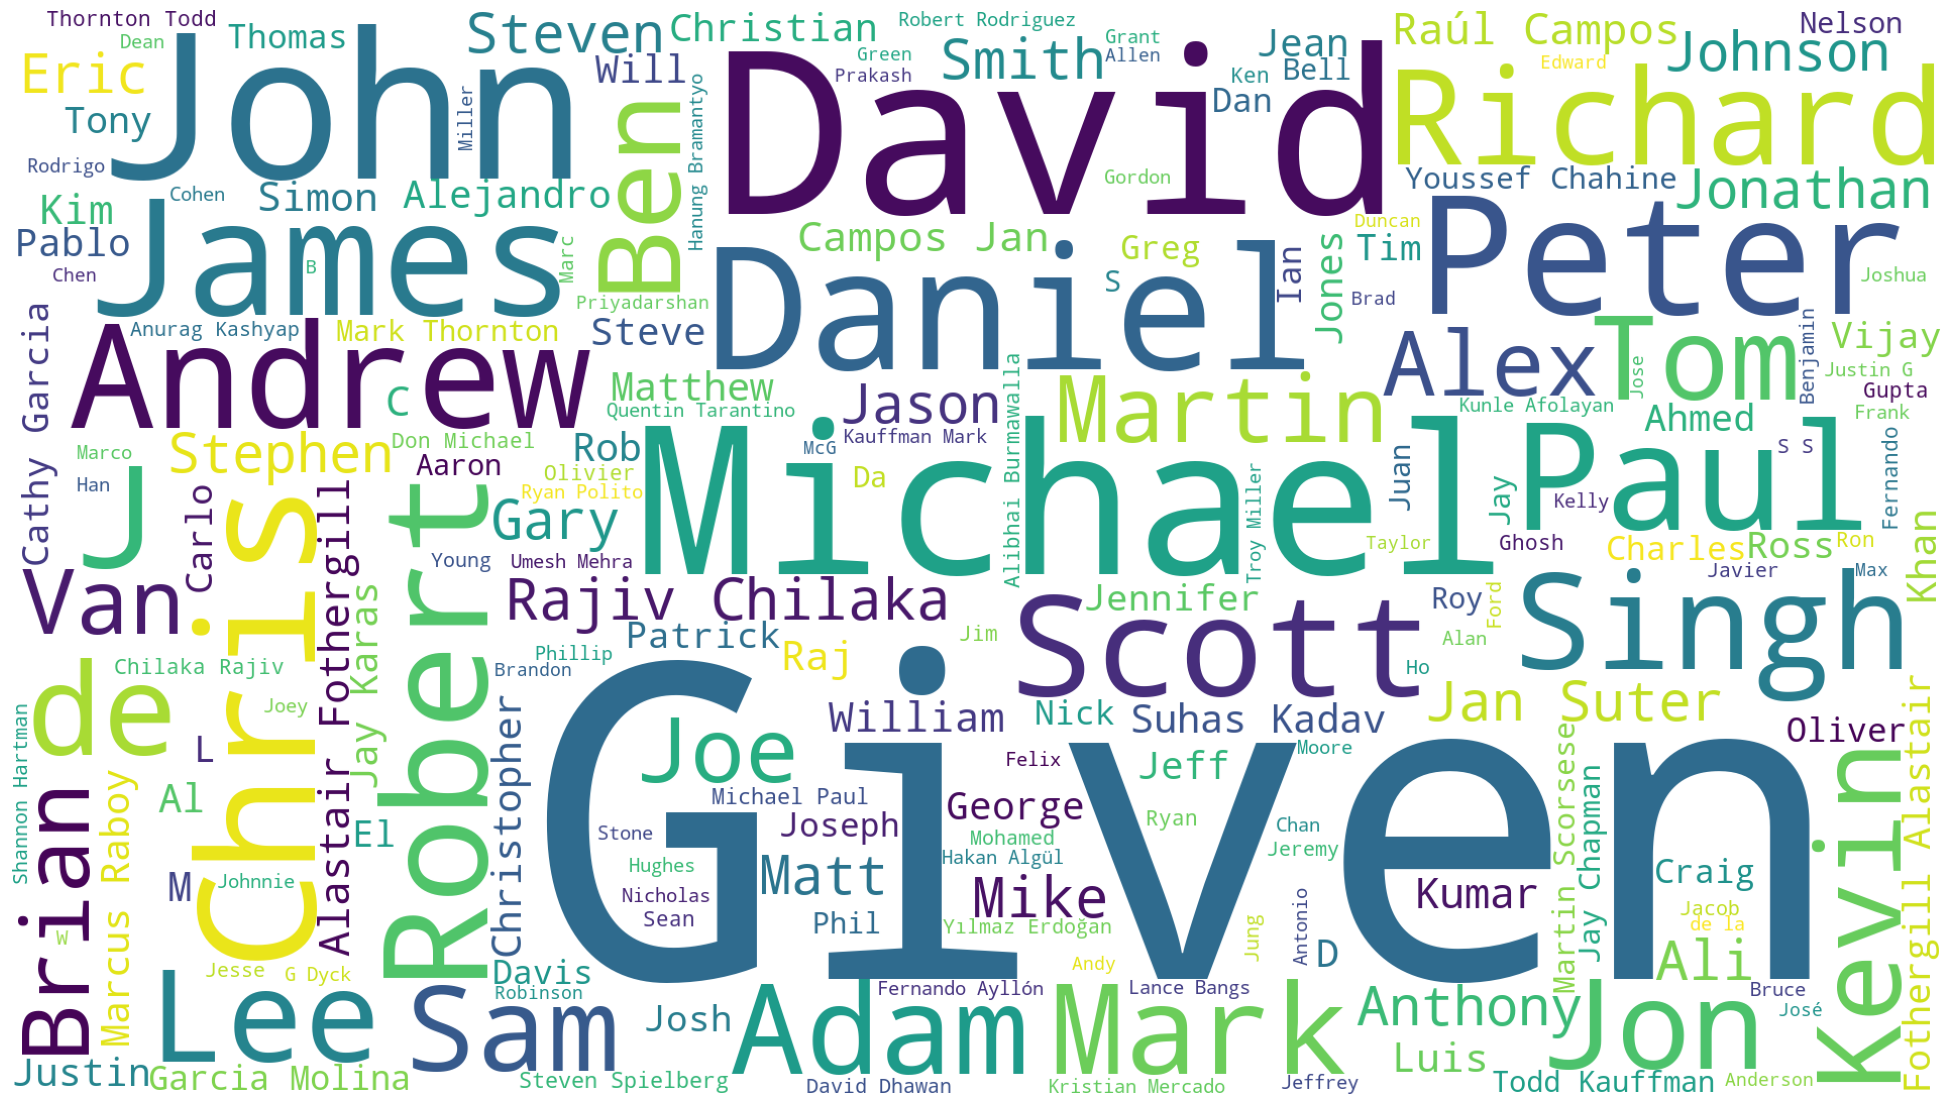 Thornton Todd
Dean
Thomas
Eric
Tony
John
Steven
Christian
Robert Rodriguez
Green
Grant
Smith
Allen
Prakash
Jean
Ken
Bell
Dan
Raúl Campos
Nelson
Johnson
Edward
Will
Miller
Ben
Hanung Bramantyo
David
Richard
Rodrigo
Cohen
Simon
Alejandro
Gordon
Youssef Chahine
Jonathan
Kim
Pablo
Chen
James
B
Marc
Campos Jan
Greg
S
Ian
Jones
Duncan
Tim
Brad
Peter
Joshua
Priyadarshan
Daniel
Cathy Garcia
Anurag Kashyap
Mark Thornton
Steve
Andrew
Matthew
C
Quentin Tarantino
Jason
Kauffman Mark
Alibhai Burmawalla
Martin
Alex
Tom
Jose
Benjamin
Vijay
Justin G
Gupta
Frank
Kunle Afolayan
Ahmed
Marco
Han
J
Stephen
Don Michael
Aaron
Rob
Olivier
Ryan Polito
McG
Da
Michael
Troy Miller
Juan
Jay
Paul
Kelly
S S
Fernando
Carlo
Chris
Alastair Fothergill
Robert
Gary
Young
Umesh Mehra
Taylor
Ghosh
Charles
Ross
Ron
Khan
Van
Jay Karas
Rajiv Chilaka
Jennifer
Roy
Ford
Javier
Max
Singh
Patrick
Raj
Jim
Scott
Alan
Ho
Chilaka Rajiv
Phillip
Brandon
de
Joey
L
Christopher
Joe
William
Nick
Suhas Kadav
Jan Suter
Oliver
Shannon Hartman
Marcus Raboy
Al
El
Given
Felix
Jeff
Moore
Martin Scorsese
Jay Chapman
Kevin
Fothergill Alastair
Michael Paul
George
Joseph
Stone
Ryan
Chan
Jeremy
Mohamed
Hakan Algül
Hughes
Matt
Nicholas
Sean
Mike
Phil
Yılmaz Erdoğan
Jung
Antonio
Kumar
Craig
Jacob
de la
Ali
Brian
M
Johnnie
W
Jesse
G Dyck
Davis
Robinson
D
Andy
Lee
Sam
Josh
Adam
Fernando Ayllón
Lance Bangs
Mark
Anthony
Jon
Bruce
José
Justin
Garcia Molina
Steven Spielberg
David Dhawan
Kristian Mercado
Jeffrey
Luis
Todd Kauffman
Anderson